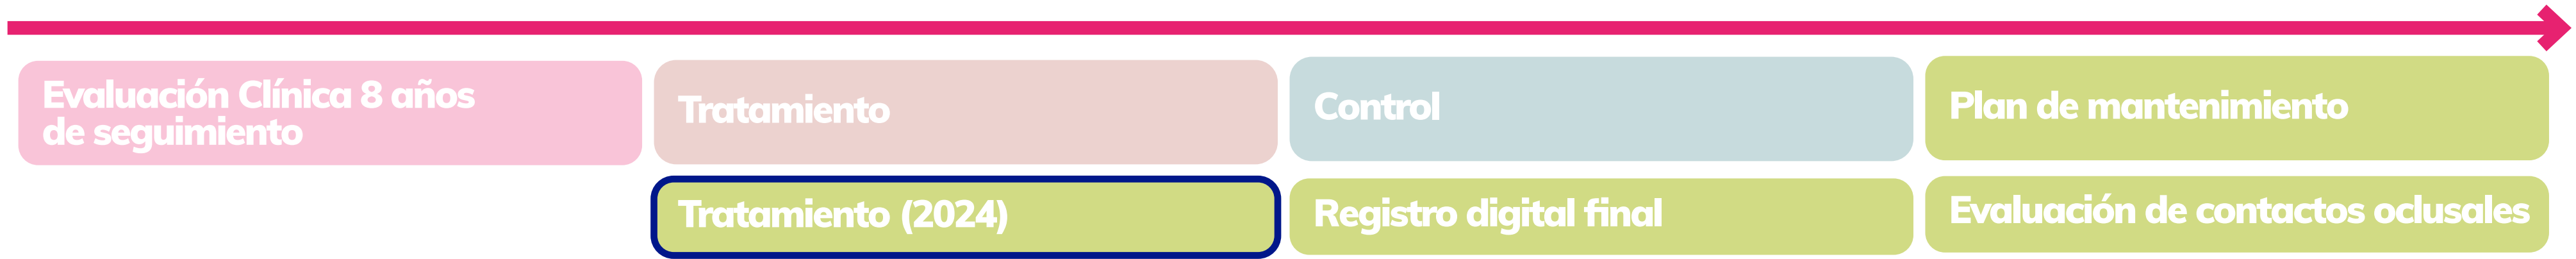 Evaluación Clínica 8 años
de seguimiento
Tratamiento
Control
Plan de mantenimiento
Tratamiento (2024)
Registro digital final
Evaluación de contactos oclusales